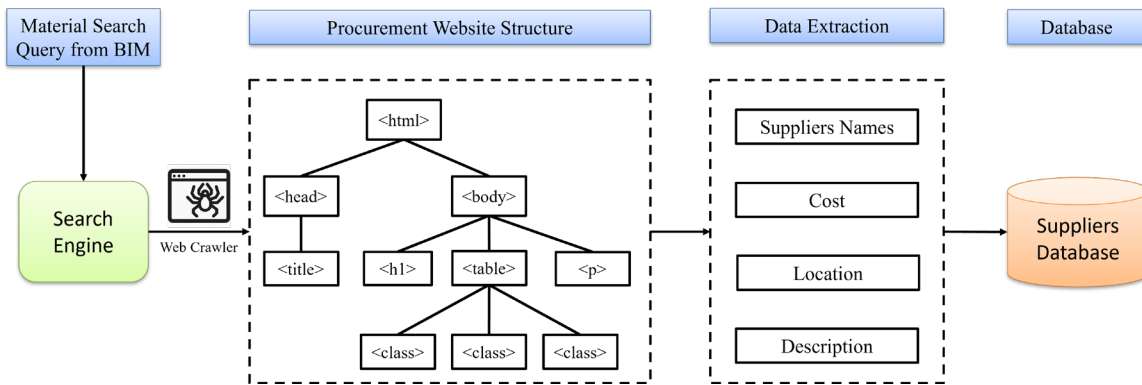 Material Search
Query from BIM
Procurement Website Structure
Data Extraction
Database
<html>
<head>
<body>
<title>
<h1>
<table>
<p>
<class>
<class>
<class>
Search
Engine
Web Crawler
Suppliers Names
Cost
Location
Description
Suppliers
Database